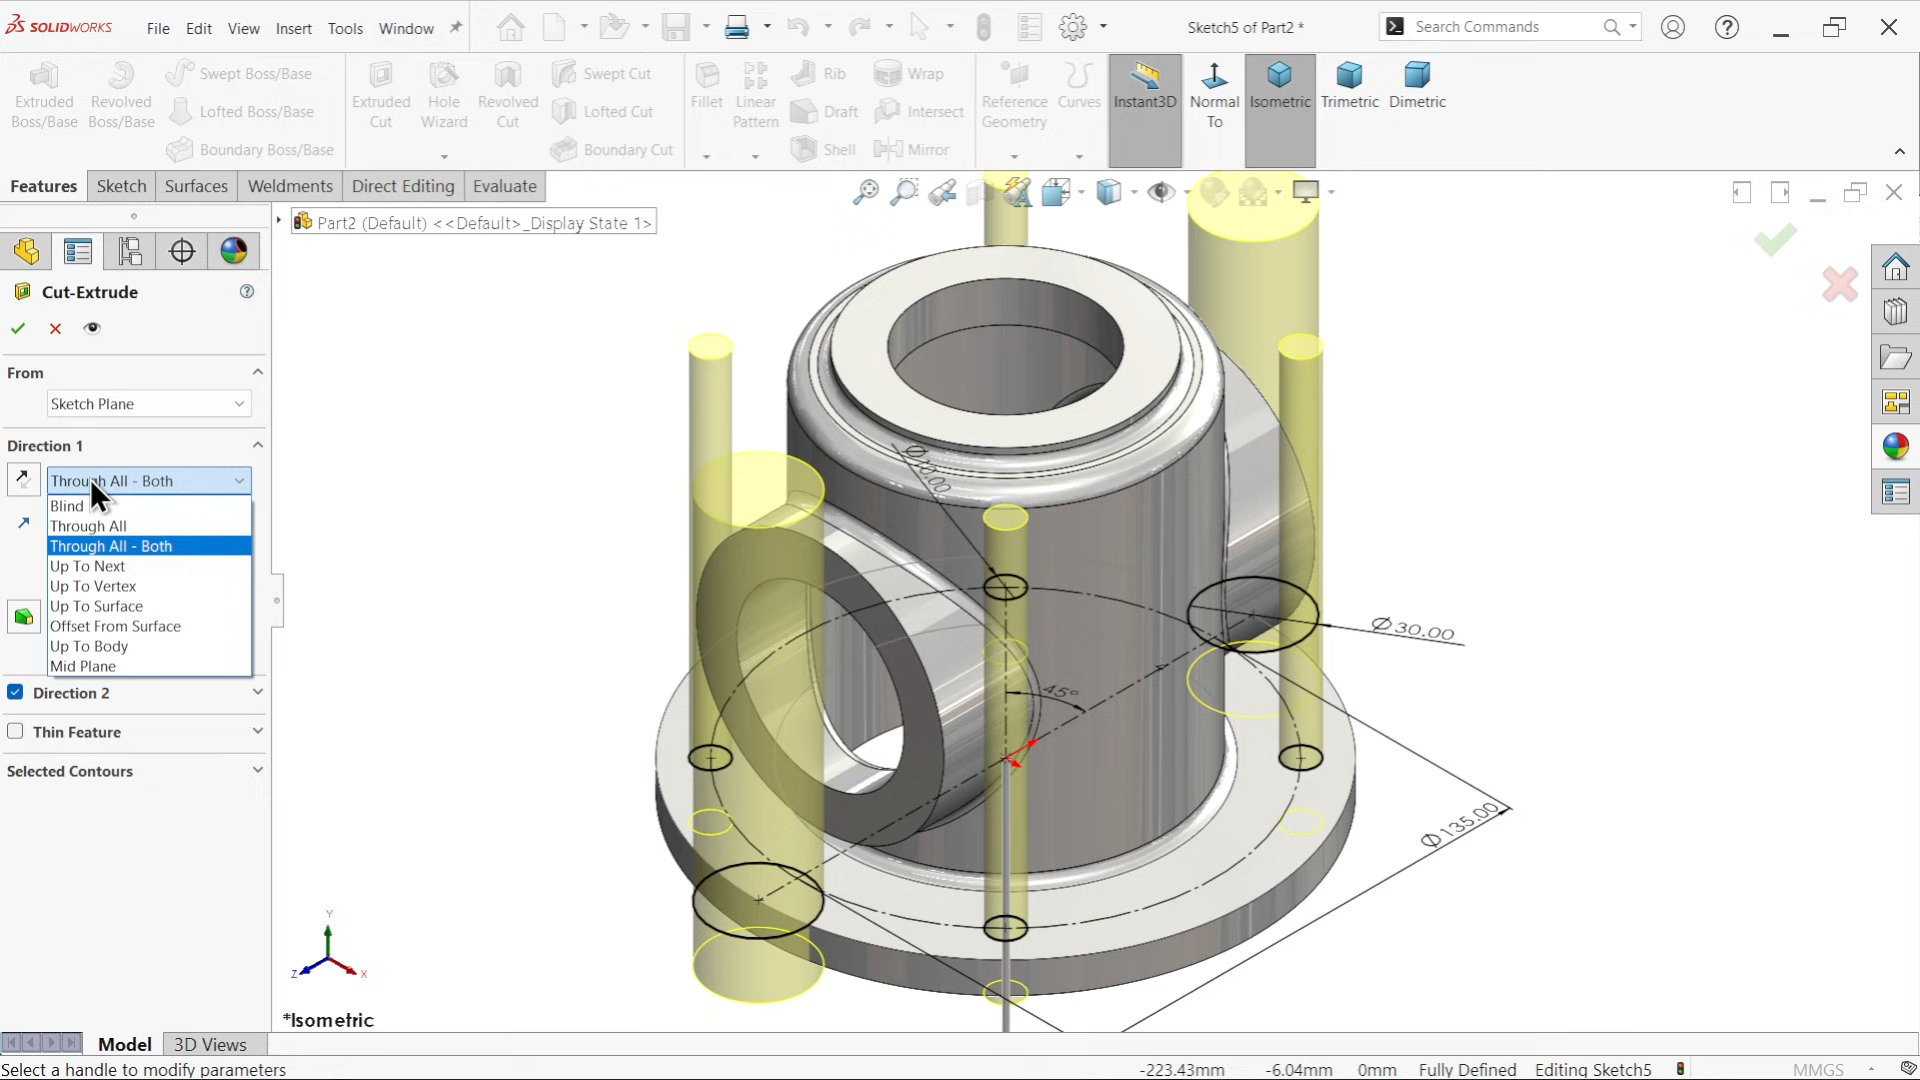 SOLIDWORKS File Edit View Insert Tools Window Sketch5 of Part2 * Search Commands
Extruded Boss/Base
Revolved Boss/Base
Swept Boss/Base
Lofted Boss/Base
Boundary Boss/Base
Extruded Cut
Hole Wizard
Revolved Cut
Swept Cut
Lofted Cut
Boundary Cut
Fillet
Linear Pattern
Rib
Draft
Shell
Wrap
Intersect
Mirror
Reference Geometry
Curves
Instant3D
Normal To
Isometric
Trimetric
Dimetric
Features Sketch Surfaces Weldments Direct Editing Evaluate
Part2 (Default) <<Default>_Display State 1>
Cut-Extrude
From
Sketch Plane
Direction 1
Through All - Both
Blind
Through All
Through All - Both
Up To Next
Up To Vertex
Up To Surface
Offset From Surface
Up To Body
Mid Plane
Direction 2
Thin Feature
Selected Contours
Ø30.00
45°
Ø135.00
Y
Z
X
*Isometric
Model 3D Views
Select a handle to modify parameters -223.43mm -6.04mm 0mm Fully Defined Editing Sketch5 MMGS